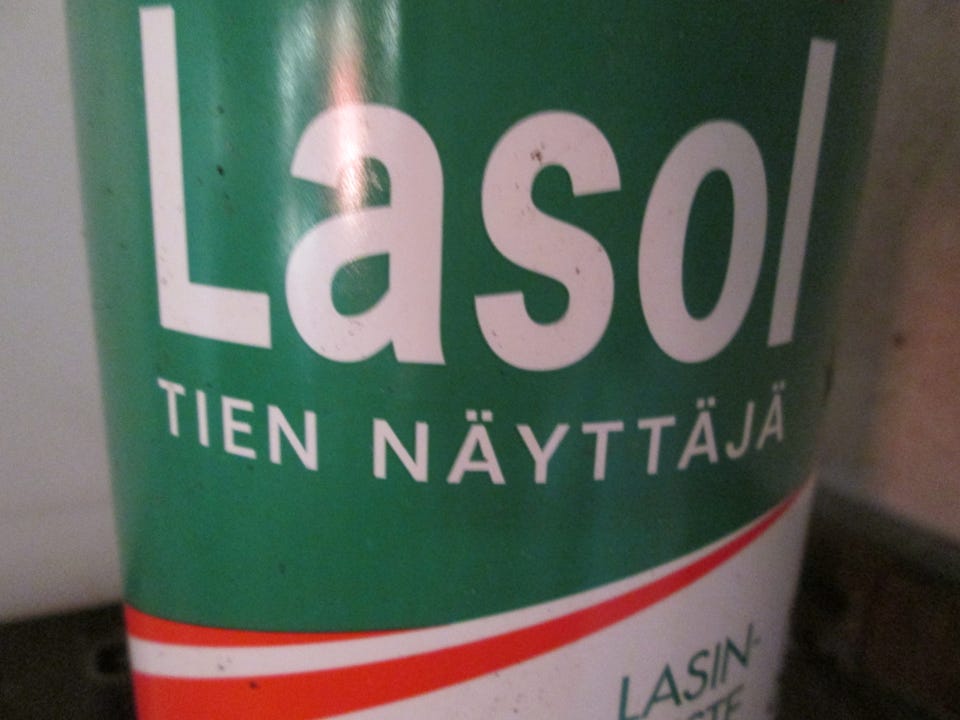 Lasol
TIEN NÄYTTÄJÄ
LASIN-